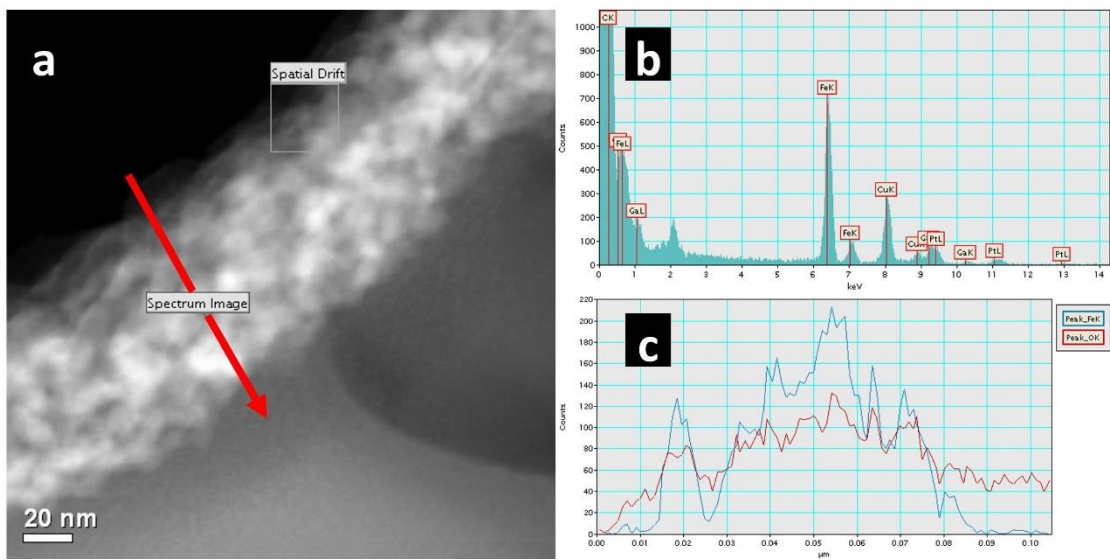 a
Spatial Drift
Spectrum Image
20 nm
b
CK
FeL
GaL
FeK
FeK
CuK
PtL
GaK
PtL
PtL
Counts
1000
900
800
700
600
500
400
300
200
100
0
0 1 2 3 4 5 6 7 8 9 10 11 12 13 14
keV
c
Peak_FeK
Peak_OK
Counts
220
200
180
160
140
120
100
80
60
40
20
0
0.00 0.01 0.02 0.03 0.04 0.05 0.06 0.07 0.08 0.09 0.10
µm